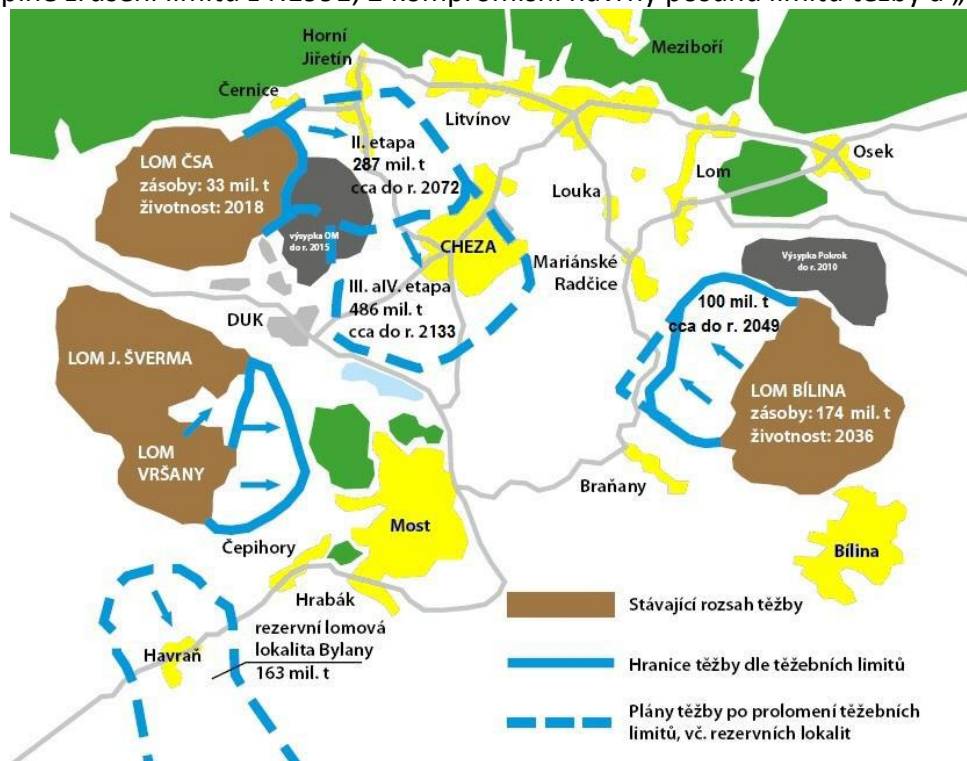 Horní
Jiřetín
Meziboří
Černice
Litvínov
II. etapa
287 mil. t
cca do r. 2072
LOM ČSA
zásoby: 33 mil. t
životnost: 2018
Osek
Lom
Louka
výsypka OM
do r. 2015
CHEZA
Mariánské
Radčice
Výsypka Pokrok
do r. 2010
III. aIV. etapa
486 mil. t
cca do r. 2133
100 mil. t
cca do r. 2049
DUK
LOM J. ŠVERMA
LOM BÍLINA
zásoby: 174 mil. t
životnost: 2036
LOM
VRŠANY
Braňany
Most
Čepihory
Bílina
Hrabák
rezervní lomová
lokalita Bylany
163 mil. t
Havraň
Stávající rozsah těžby
Hranice těžby dle těžebních limitů
Plány těžby po prolomení těžebních
limitů, vč. rezervních lokalit